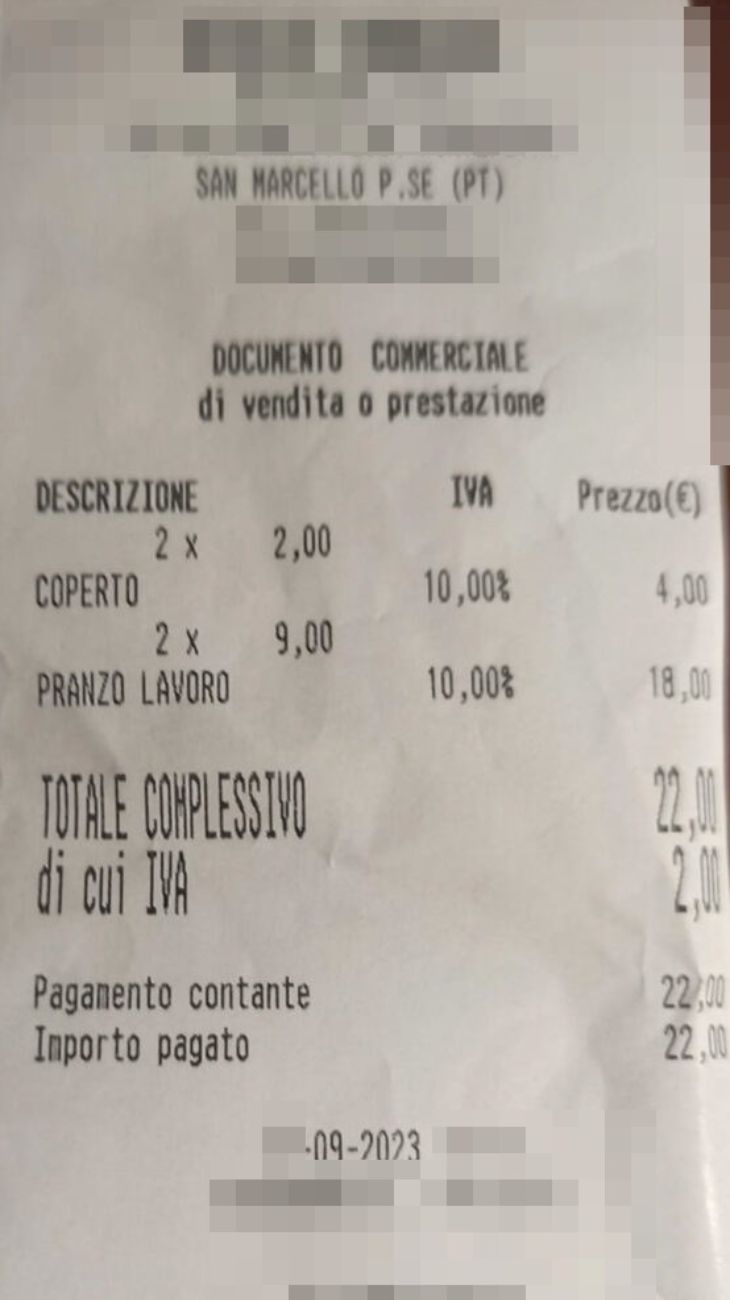 SAN MARCELLO P.SE (PT)
DOCUMENTO COMMERCIALE
di vendita o prestazione
DESCRIZIONE IVA Prezzo(€)
2 x 2,00
COPERTO 10,00% 4,00
2 x 9,00
PRANZO LAVORO 10,00% 18,00
TOTALE COMPLESSIVO 22,00
di cui IVA 2,00
Pagamento contante 22,00
Importo pagato 22,00
-09-2023